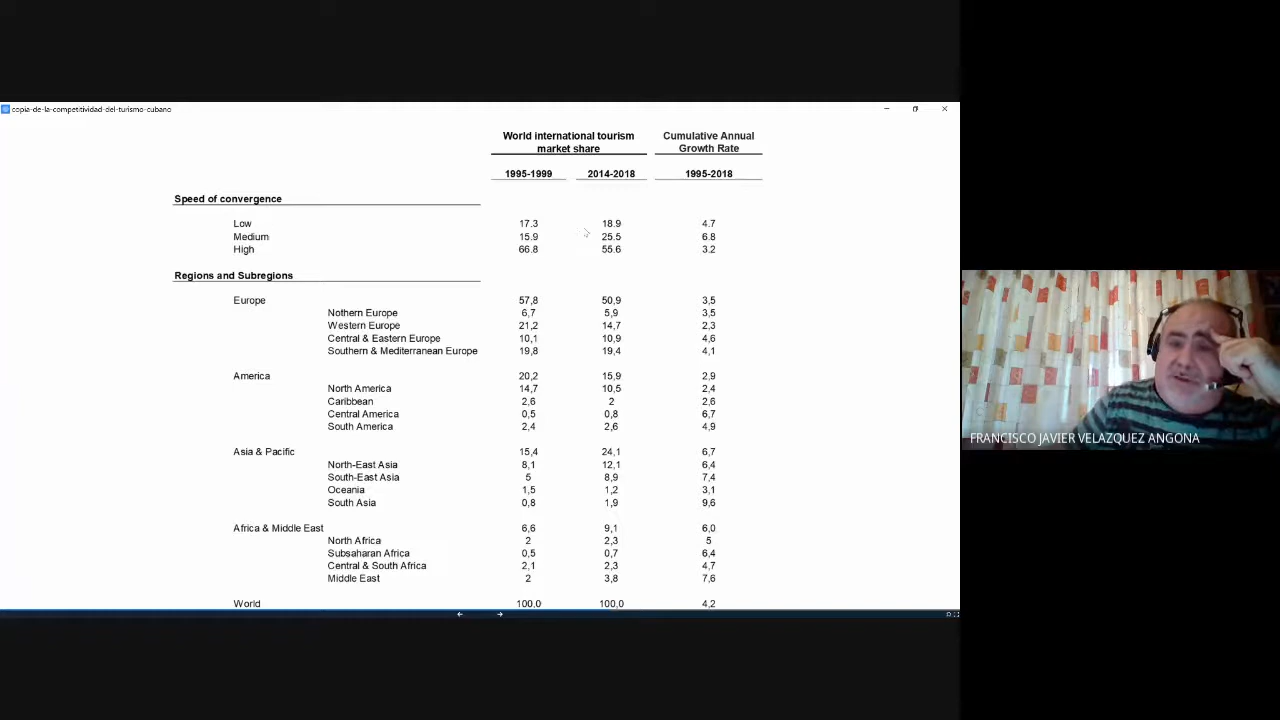 copia-de-la-competitividad-del-turismo-cubano
World international tourism market share Cumulative Annual Growth Rate
1995-1999 2014-2018 1995-2018
Speed of convergence
Low 17.3 18.9 4.7
Medium 15.9 25.5 6.8
High 66.8 55.6 3.2
Regions and Subregions
Europe 57,8 50,9 3,5
Nothern Europe 6,7 5,9 3,5
Western Europe 21,2 14,7 2,3
Central & Eastern Europe 10,1 10,9 4,6
Southern & Mediterranean Europe 19,8 19,4 4,1
America 20,2 15,9 2,9
North America 14,7 10,5 2,4
Caribbean 2,6 2 2,6
Central America 0,5 0,8 6,7
South America 2,4 2,6 4,9
Asia & Pacific 15,4 24,1 6,7
North-East Asia 8,1 12,1 6,4
South-East Asia 5 8,9 7,4
Oceania 1,5 1,2 3,1
South Asia 0,8 1,9 9,6
Africa & Middle East 6,6 9,1 6,0
North Africa 2 2,3 5
Subsaharan Africa 0,5 0,7 6,4
Central & South Africa 2,1 2,3 4,7
Middle East 2 3,8 7,6
World 100,0 100,0 4,2
FRANCISCO JAVIER VELAZQUEZ ANGONA